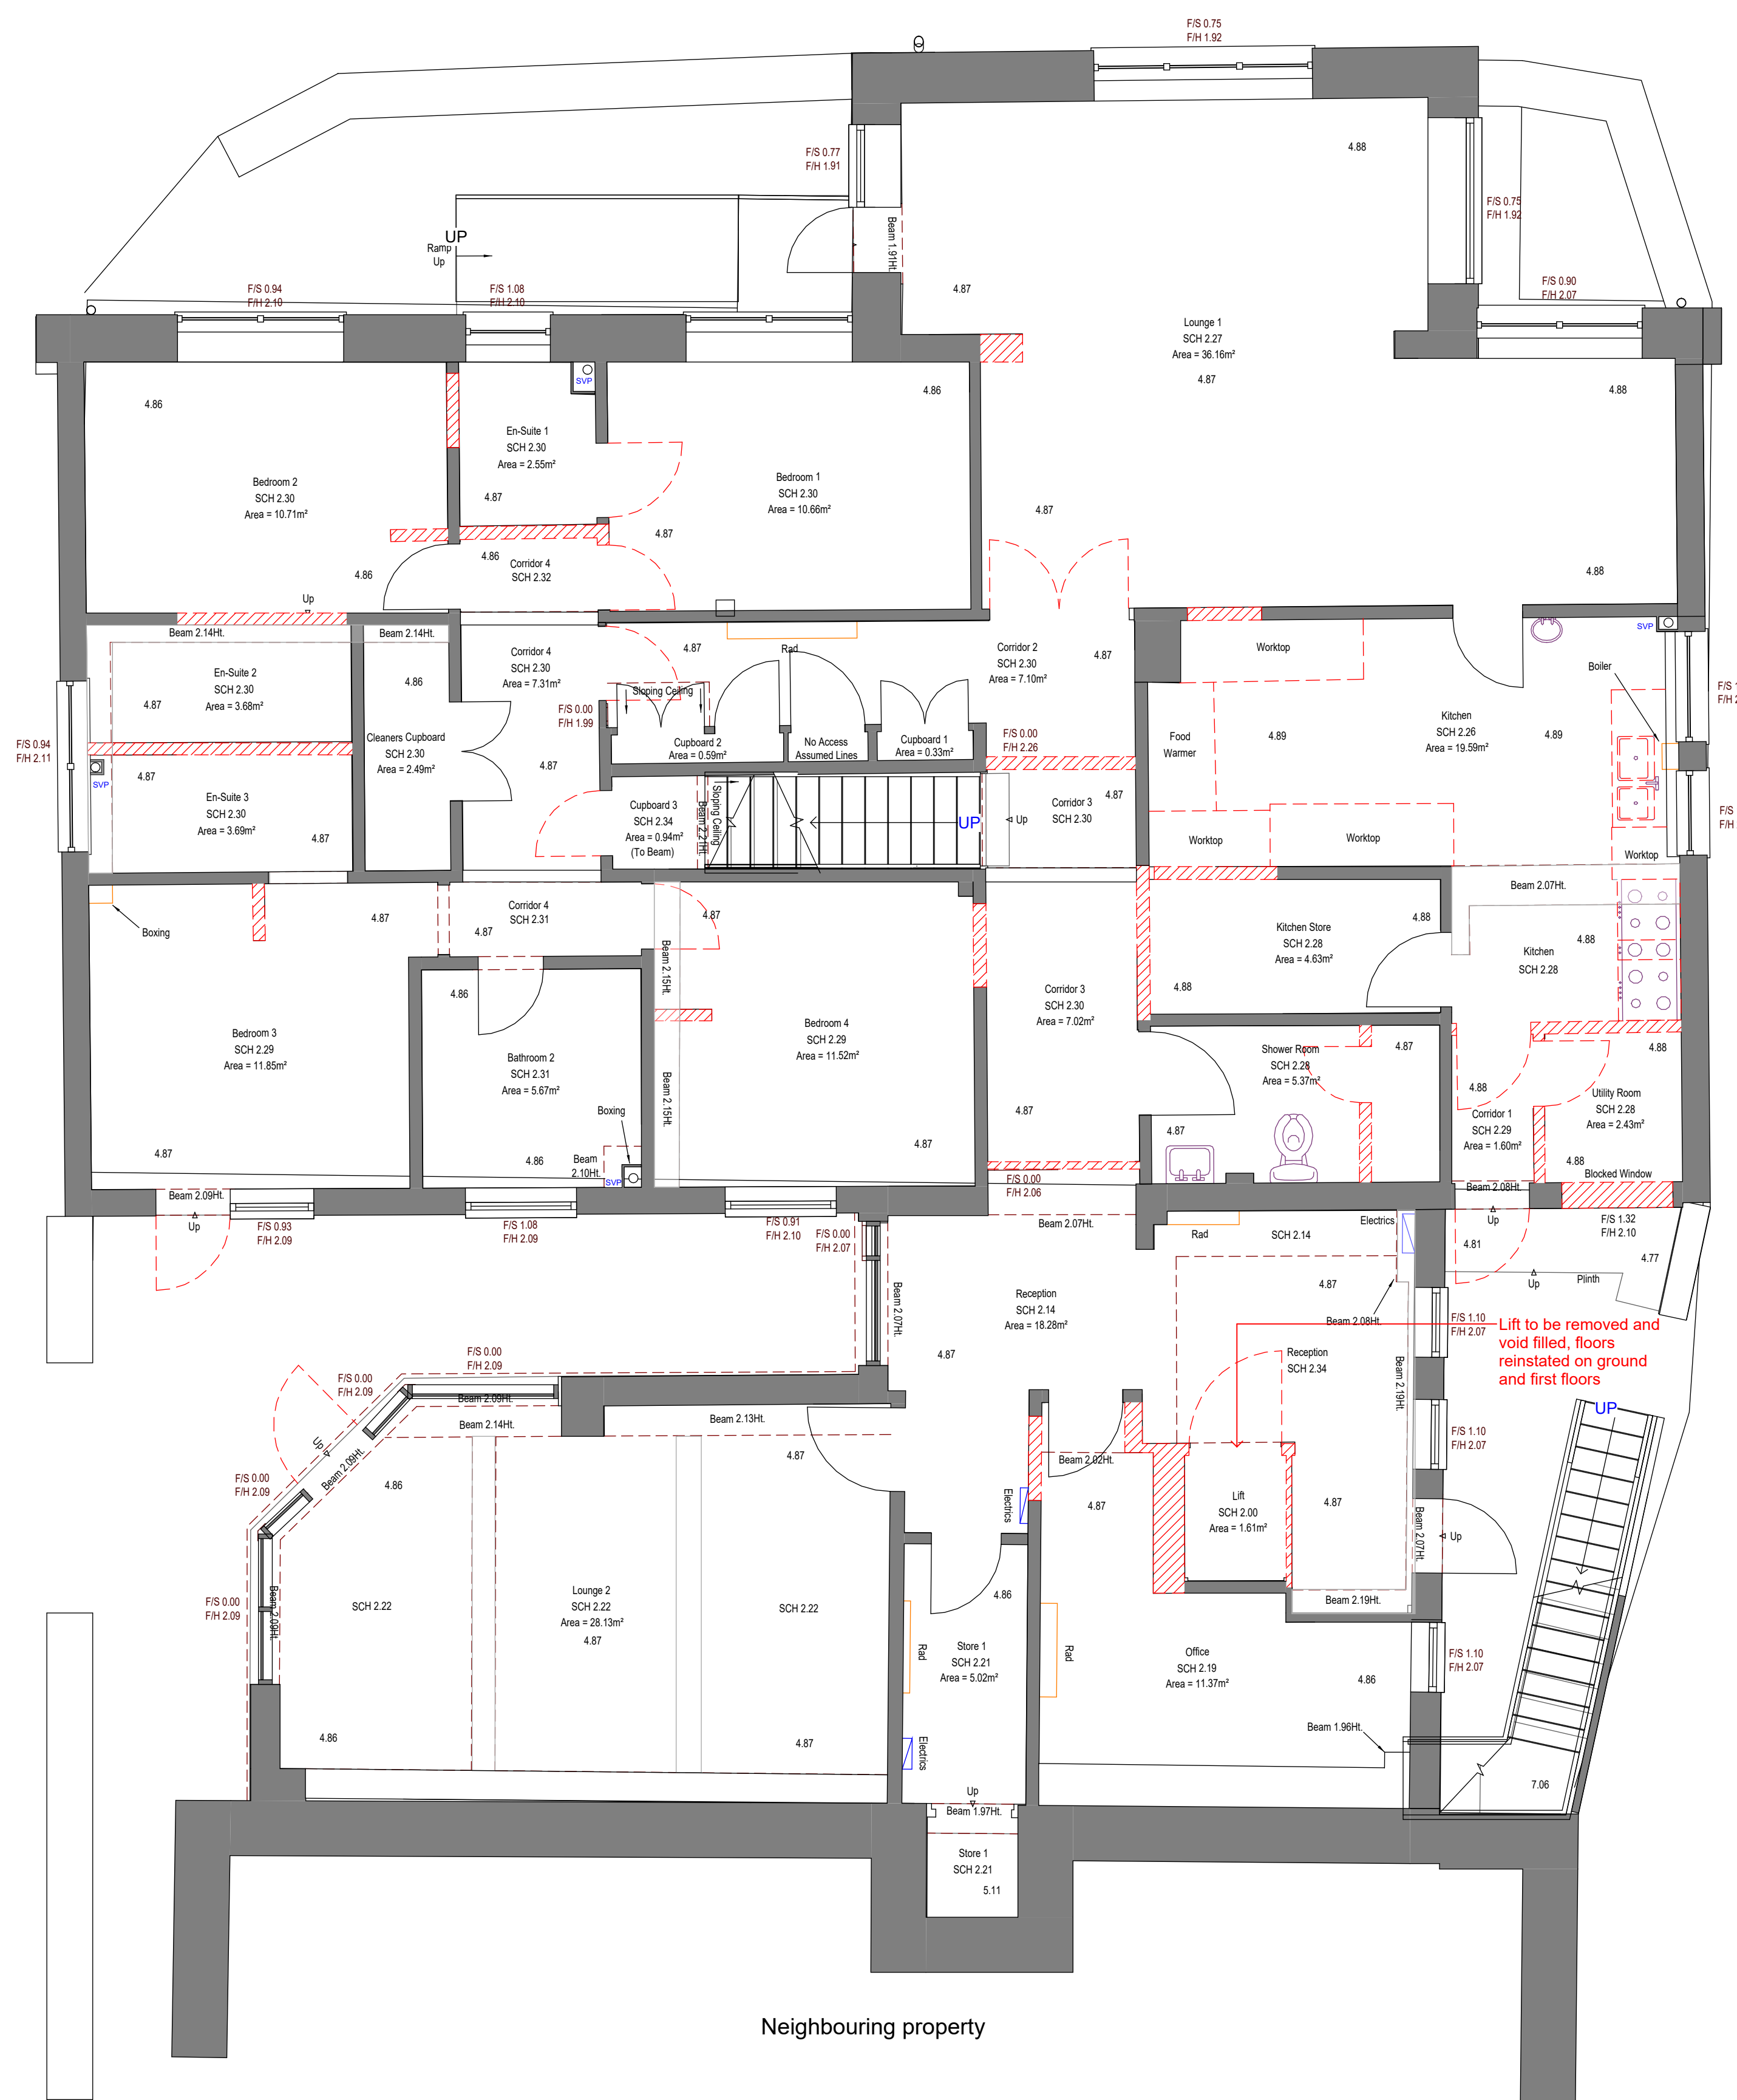 F/S 0.75
F/H 1.92
F/S 0.77
F/H 1.91
4.88
F/S 0.75
F/H 1.92
Beam 1.91Ht.
UP
Ramp
Up
F/S 0.94
F/H 2.10
F/S 1.08
F/H 2.10
4.87
F/S 0.90
F/H 2.07
Lounge 1
SCH 2.27
Area = 36.16m²
4.87
SVP
4.86
4.86
4.88
En-Suite 1
SCH 2.30
Area = 2.55m²
4.87
Bedroom 2
SCH 2.30
Area = 10.71m²
Bedroom 1
SCH 2.30
Area = 10.66m²
4.87
4.87
4.86
Corridor 4
SCH 2.32
4.86
4.88
Up
Beam 2.14Ht.
Beam 2.14Ht.
SVP
En-Suite 2
SCH 2.30
Area = 3.68m²
4.87
4.86
Corridor 4
SCH 2.30
Area = 7.31m²
4.87
Rad
Sloping Ceiling
Corridor 2
SCH 2.30
Area = 7.10m²
4.87
Worktop
Boiler
F/S 0.00
F/H 1.99
Kitchen
SCH 2.26
Area = 19.59m²
4.89
4.89
Food
Warmer
F/S 0.94
F/H 2.11
Cleaners Cupboard
SCH 2.30
Area = 2.49m²
4.87
Cupboard 2
Area = 0.59m²
No Access
Assumed Lines
Cupboard 1
Area = 0.33m²
F/S 0.00
F/H 2.26
4.87
SVP
En-Suite 3
SCH 2.30
Area = 3.69m²
4.87
Cupboard 3
SCH 2.34
Area = 0.94m²
(To Beam)
Beam 2.21Ht.
Sloping Ceiling
UP
Up
Corridor 3
SCH 2.30
4.87
Worktop
Worktop
Worktop
F/S
Beam 2.07Ht.
Boxing
4.87
Corridor 4
SCH 2.31
4.87
4.87
Beam 2.15Ht.
Kitchen Store
SCH 2.28
Area = 4.63m²
4.88
4.88
Kitchen
SCH 2.28
4.88
4.86
Corridor 3
SCH 2.30
Area = 7.02m²
Bedroom 3
SCH 2.29
Area = 11.85m²
Bathroom 2
SCH 2.31
Area = 5.67m²
Bedroom 4
SCH 2.29
Area = 11.52m²
Beam 2.15Ht.
Shower Room
SCH 2.28
Area = 5.37m²
4.87
4.88
4.88
Utility Room
SCH 2.28
Area = 2.43m²
Corridor 1
SCH 2.29
Area = 1.60m²
Boxing
4.87
4.87
4.87
4.87
4.86
Beam
2.10Ht.
SVP
4.88
Blocked Window
Beam 2.09Ht.
Up
F/S 0.93
F/H 2.09
F/S 1.08
F/H 2.09
F/S 0.91
F/H 2.10
F/S 0.00
F/H 2.07
F/S 0.00
F/H 2.06
Beam 2.07Ht.
Beam 2.08Ht.
Up
Rad
SCH 2.14
Electrics
F/S 1.32
F/H 2.10
4.81
4.77
Up
Plinth
Beam 2.07Ht.
Reception
SCH 2.14
Area = 18.28m²
4.87
4.87
Beam 2.08Ht.
F/S 1.10
F/H 2.07
Lift to be removed and
void filled, floors
reinstated on ground
and first floors
Reception
SCH 2.34
Beam 2.19Ht.
F/S 0.00
F/H 2.09
F/S 0.00
F/H 2.09
Beam 2.09Ht.
Beam 2.14Ht.
Beam 2.13Ht.
UP
F/S 1.10
F/H 2.07
Up
Beam 2.09Ht.
4.87
Beam 2.02Ht.
F/S 0.00
F/H 2.09
4.86
Electrics
4.87
Lift
SCH 2.00
Area = 1.61m²
4.87
Beam 2.07Ht.
Up
F/S 0.00
F/H 2.09
Beam 2.09Ht.
SCH 2.22
Lounge 2
SCH 2.22
Area = 28.13m²
4.87
SCH 2.22
4.86
Beam 2.19Ht.
Rad
Store 1
SCH 2.21
Area = 5.02m²
Rad
Office
SCH 2.19
Area = 11.37m²
4.86
F/S 1.10
F/H 2.07
4.86
4.87
Electrics
Beam 1.96Ht.
7.06
Up
Beam 1.97Ht.
Store 1
SCH 2.21
5.11
Neighbouring property